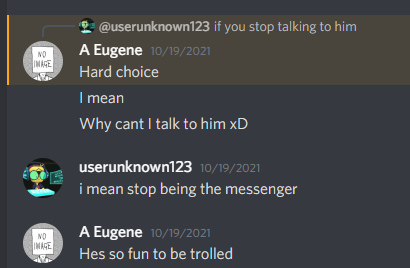 @userunknown123 if you stop talking to him
A Eugene 10/19/2021
Hard choice
I mean
Why cant I talk to him xD
userunknown123 10/19/2021
i mean stop being the messenger
A Eugene 10/19/2021
Hes so fun to be trolled
NO
IMAGE
NO
IMAGE